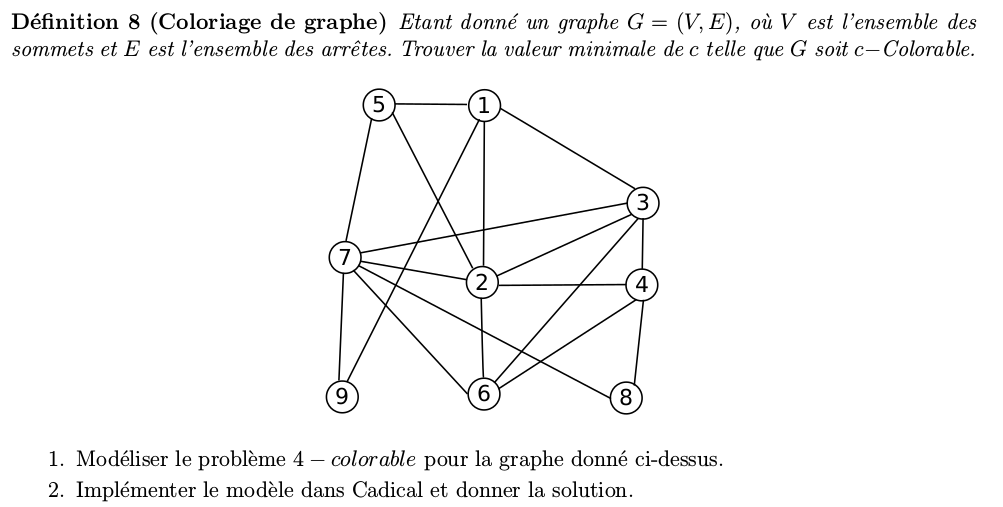 Définition 8 (Coloriage de graphe) Etant donné un graphe G = (V, E), où V est l'ensemble des
sommets et E est l'ensemble des arrêtes. Trouver la valeur minimale de c telle que G soit c−Colorable.
5
1
3
7
2
4
9
6
8
1. Modéliser le problème 4 − colorable pour la graphe donné ci-dessus.
2. Implémenter le modèle dans Cadical et donner la solution.